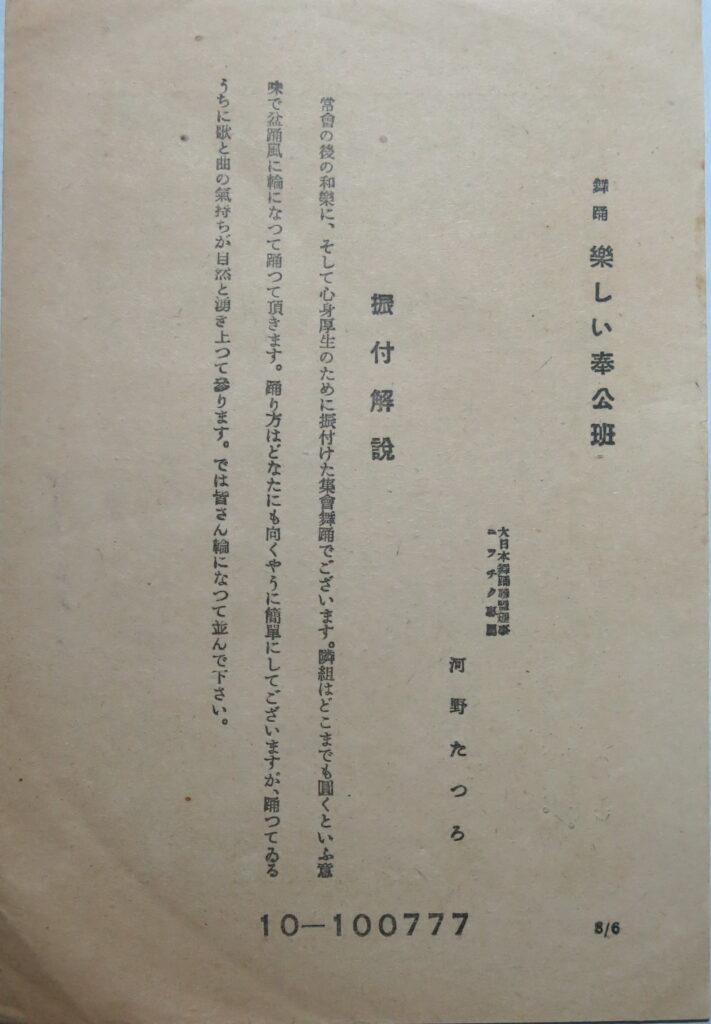 舞踊 樂しい奉公班
大日本舞踊聯盟理事
ニツチク專屬
河野たつろ
振付解說
常會の後の和樂に、そして心身厚生のために振付けた集會舞踊でございます。隣組はどこまでも圓くといふ意
味で盆踊風に輪になつて踊つて頂きます。踊り方はどなたにも向くやうに簡單にしてございますが、踊つてゐる
うちに歌と曲の氣持ちが自然と湧き上つて參ります。では皆さん輪になつて並んで下さい。
10—100777
8/6